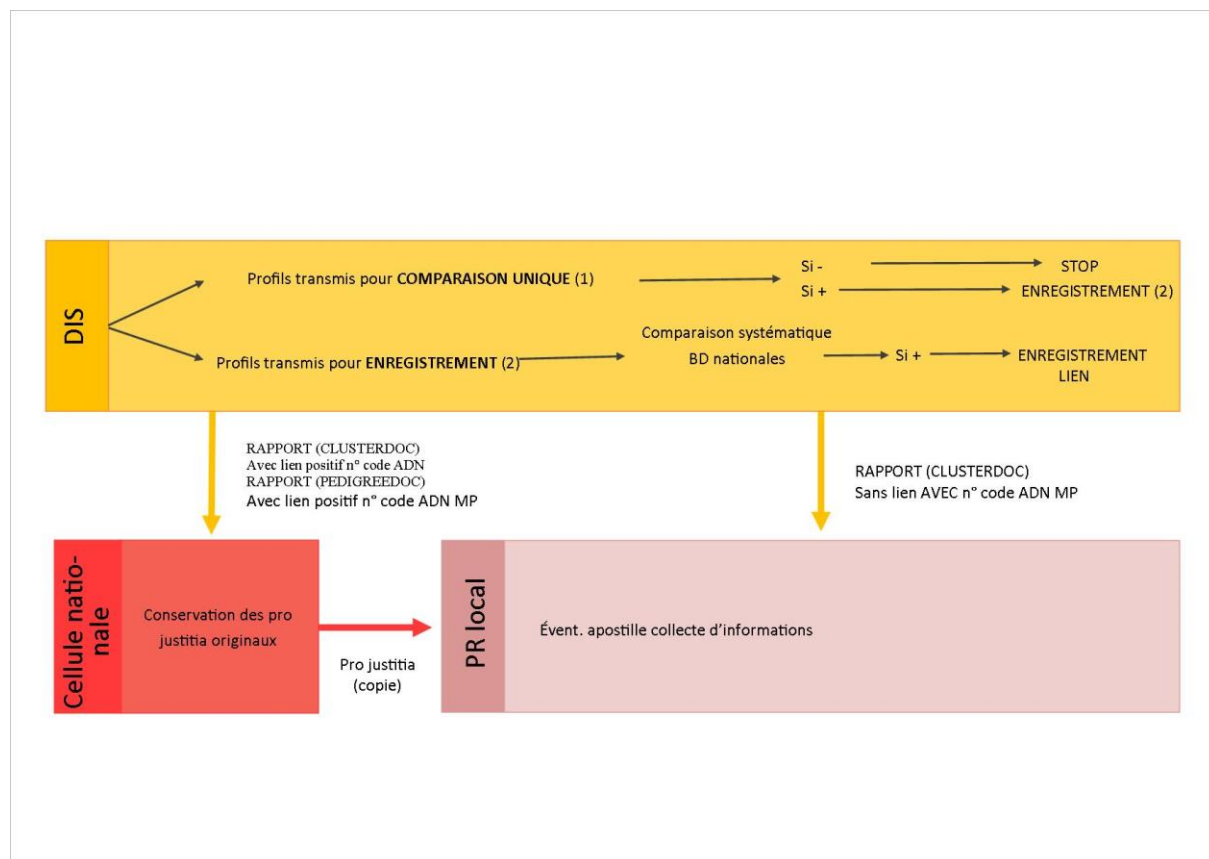 DIS
Profils transmis pour COMPARAISON UNIQUE (1)
Si -
STOP
Si +
ENREGISTREMENT (2)
Profils transmis pour ENREGISTREMENT (2)
Comparaison systématique
BD nationales
Si +
ENREGISTREMENT
LIEN
RAPPORT (CLUSTERDOC)
Avec lien positif n° code ADN
RAPPORT (PEDIGREEDOC)
Avec lien positif n° code ADN MP
RAPPORT (CLUSTERDOC)
Sans lien AVEC n° code ADN MP
Cellule natio-
nale
Conservation des pro
justitia originaux
Pro justitia
(copie)
PR local
Évent. apostille collecte d'informations